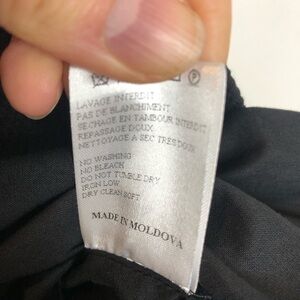 LAVAGE INTERDIT
PAS DE BLANCHIMENT
SECHAGE EN TAMBOUR INTERDIT
REPASSAGE DOUX
NETTOYAGE A SEC TRES DOUX
NO WASHING
NO BLEACH
DO NOT TUMBLE DRY
IRON LOW
DRY CLEAN SOFT
MADE IN MOLDOVA